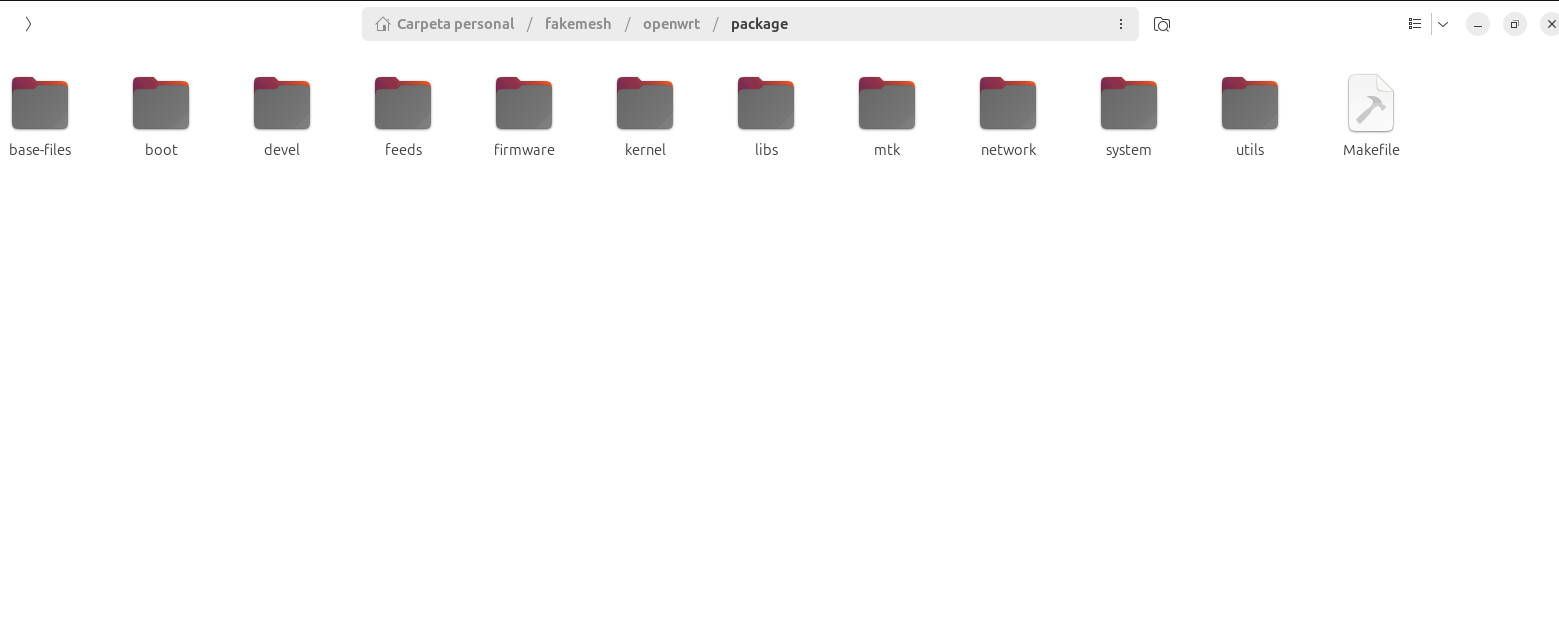 Carpeta personal / fakemesh / openwrt / package
base-files boot devel feeds firmware kernel libs mtk network system utils Makefile